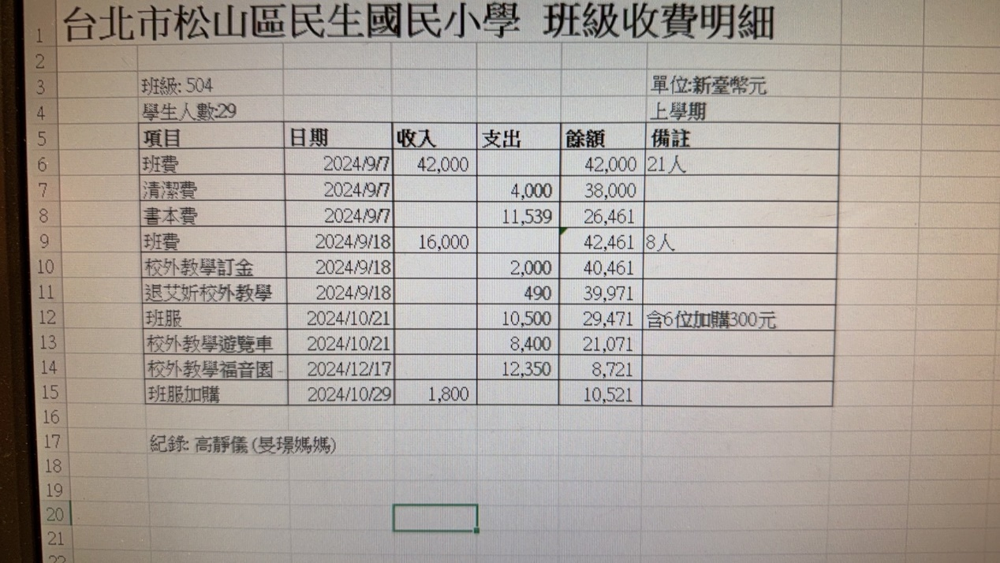 台北市松山區民生國民小學 班級收費明細
班級: 504 單位:新臺幣元
學生人數:29 上學期
項目 日期 收入 支出 餘額 備註
班費 2024/9/7 42,000 42,000 21人
清潔費 2024/9/7 4,000 38,000
書本費 2024/9/7 11,539 26,461
班費 2024/9/18 16,000 42,461 8人
校外教學訂金 2024/9/18 2,000 40,461
退艾妡校外教學 2024/9/18 490 39,971
班服 2024/10/21 10,500 29,471 含6位加購300元
校外教學遊覽車 2024/10/21 8,400 21,071
校外教學福音園 2024/12/17 12,350 8,721
班服加購 2024/10/29 1,800 10,521
紀錄: 高靜儀 (旻璟媽媽)